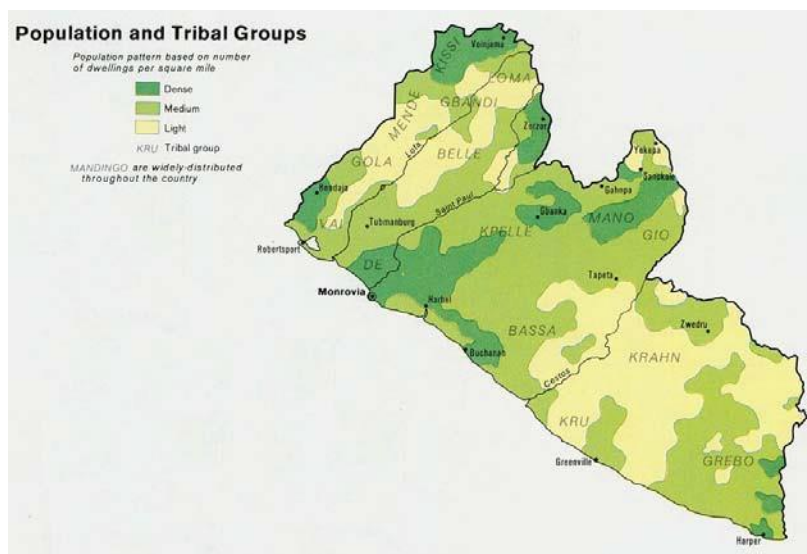 Population and Tribal Groups
Population pattern based on number
of dwellings per square mile
Dense
Medium
Light
KRU Tribal group
MANDINGO are widely-distributed
throughout the country
KISSI
Voinjama
LOMA
GBANDI
MENDE
Zorzor
Lofa
BELLE
GOLA
Yekepa
Sanokole
Gahnpa
Bendaja
Saint Paul
Gbanka
MANO
VAI
Tubmanburg
KPELLE
GIO
Robertsport
DE
Tapeta
Monrovia
Harbel
Zwedru
BASSA
Buchanan
KRAHN
Cestos
KRU
Greenville
GREBO
Harper